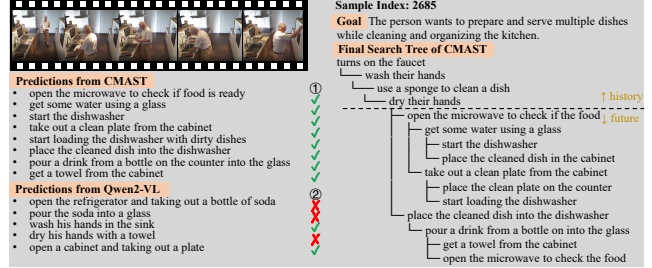 Predictions from CMAST
①
• open the microwave to check if food is ready
• get some water using a glass
• start the dishwasher
• take out a clean plate from the cabinet
• start loading the dishwasher with dirty dishes
• place the cleaned dish into the dishwasher
• pour a drink from a bottle on the counter into the glass
• get a towel from the cabinet
Predictions from Qwen2-VL
②
• open the refrigerator and taking out a bottle of soda
• pour the soda into a glass
• wash his hands in the sink
• dry his hands with a towel
• open a cabinet and taking out a plate
Sample Index: 2685
Goal The person wants to prepare and serve multiple dishes
while cleaning and organizing the kitchen.
Final Search Tree of CMAST
turns on the faucet
wash their hands
use a sponge to clean a dish
dry their hands
↑ history
open the microwave to check if the food
↓ future
get some water using a glass
start the dishwasher
place the cleaned dish in the cabinet
take out a clean plate from the cabinet
place the clean plate on the counter
start loading the dishwasher
place the cleaned dish into the dishwasher
pour a drink from a bottle on into the glass
get a towel from the cabinet
open the microwave to check the food